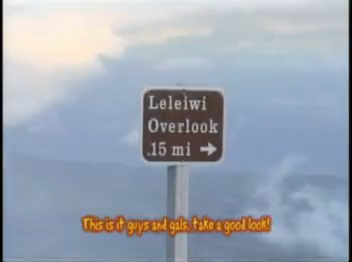 Leleiwi
Overlook
.15 mi →
This is it guys and gals, take a good look!